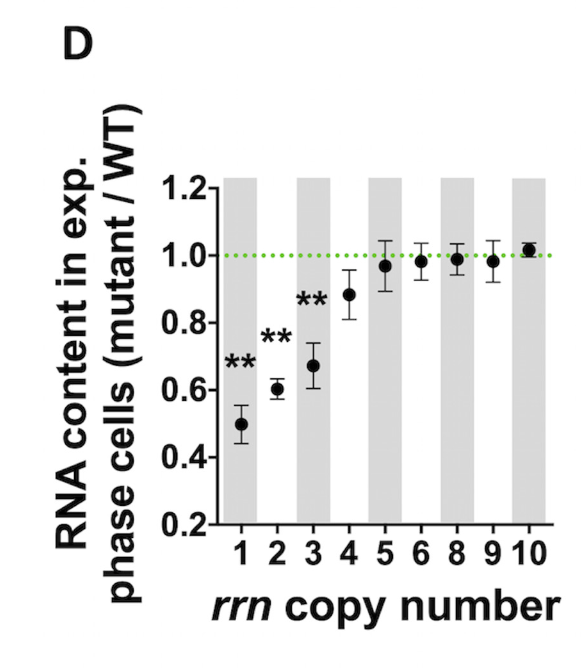 D
RNA content in exp.
phase cells (mutant / WT)
1.2
1.0
0.8
0.6
0.4
0.2
**
**
**
1 2 3 4 5 6 8 9 10
rrn copy number